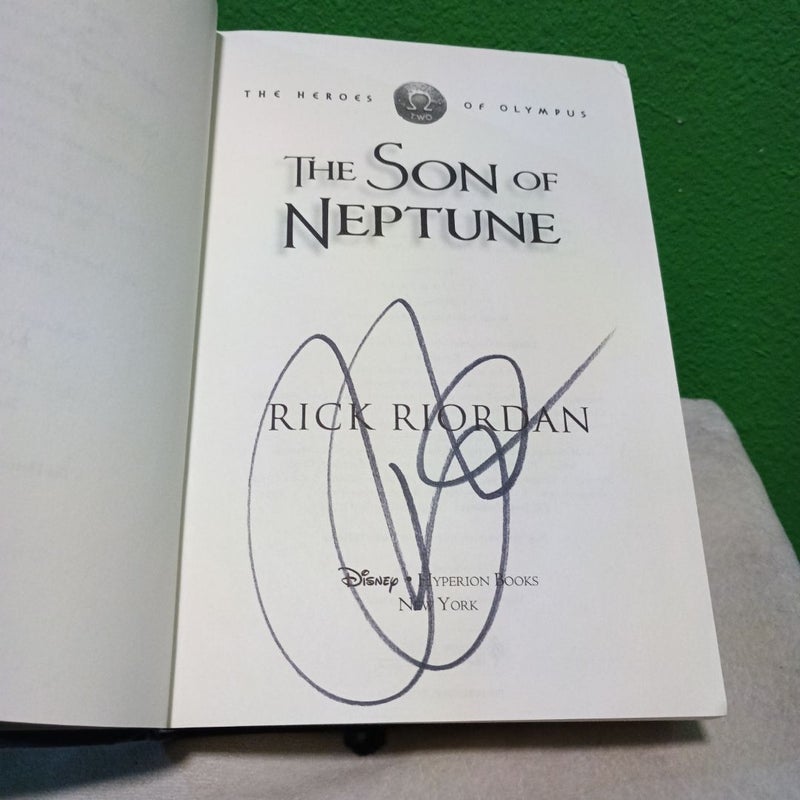 THE HEROES OF OLYMPUS
Ω
TWO
THE SON OF
NEPTUNE
RICK RIORDAN
Disney • HYPERION BOOKS
NEW YORK